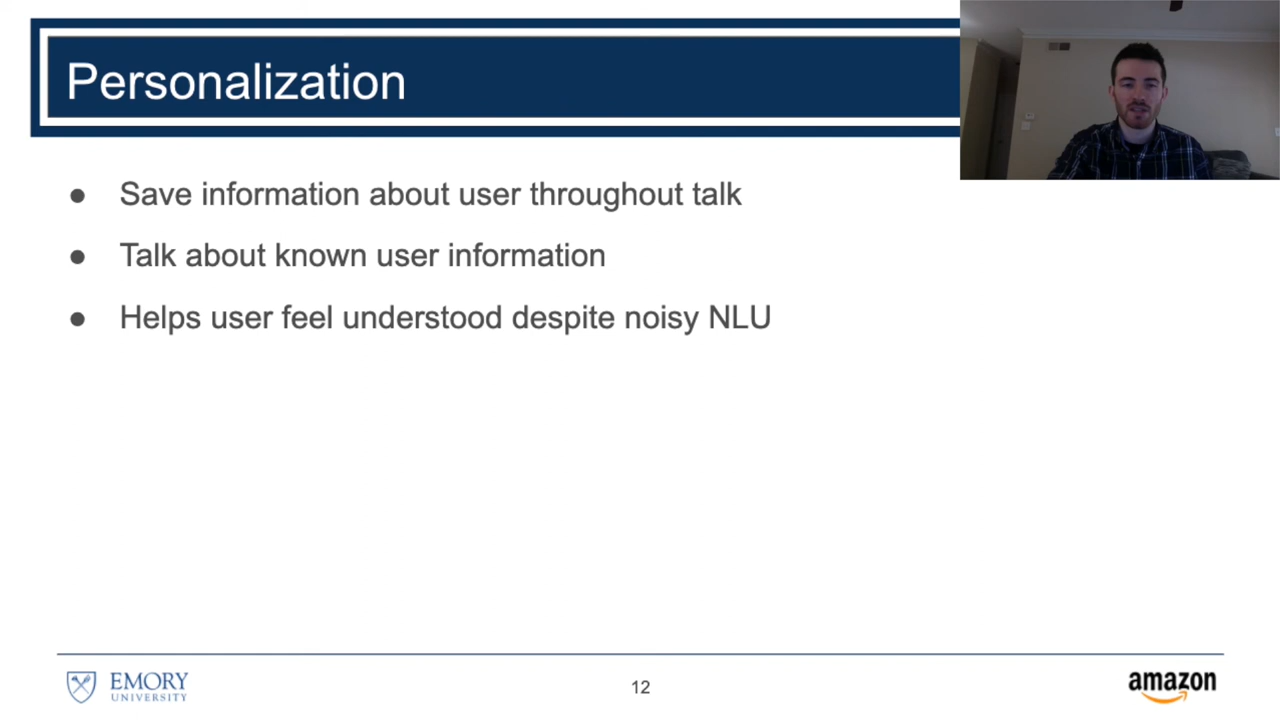 Personalization
● Save information about user throughout talk
● Talk about known user information
● Helps user feel understood despite noisy NLU
EMORY
UNIVERSITY
12
amazon